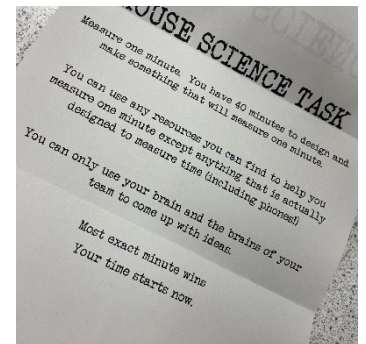 HOUSE SCIENCE TASK
Measure one minute. You have 40 minutes to design and
make something that will measure one minute.
You can use any resources you can find to help you
measure one minute except anything that is actually
designed to measure time (including phones!)
You can only use your brain and the brains of your
team to come up with ideas.
Most exact minute wins
Your time starts now.